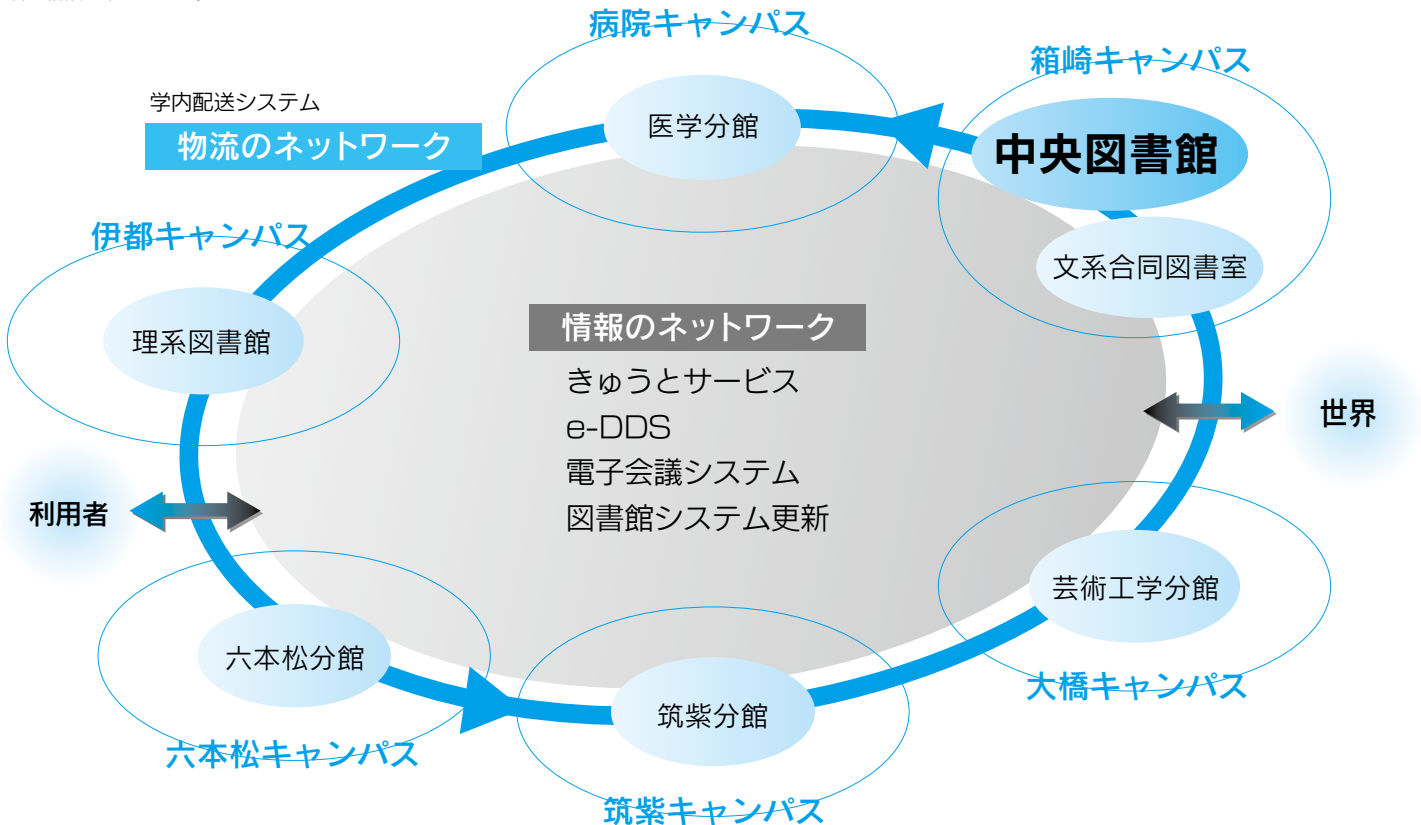 病院キャンパス
箱崎キャンパス
学内配送システム
物流のネットワーク
医学分館
中央図書館
伊都キャンパス
文系合同図書室
理系図書館
情報のネットワーク
きゅうとサービス
e-DDS
電子会議システム
図書館システム更新
世界
利用者
芸術工学分館
六本松分館
大橋キャンパス
筑紫分館
六本松キャンパス
筑紫キャンパス